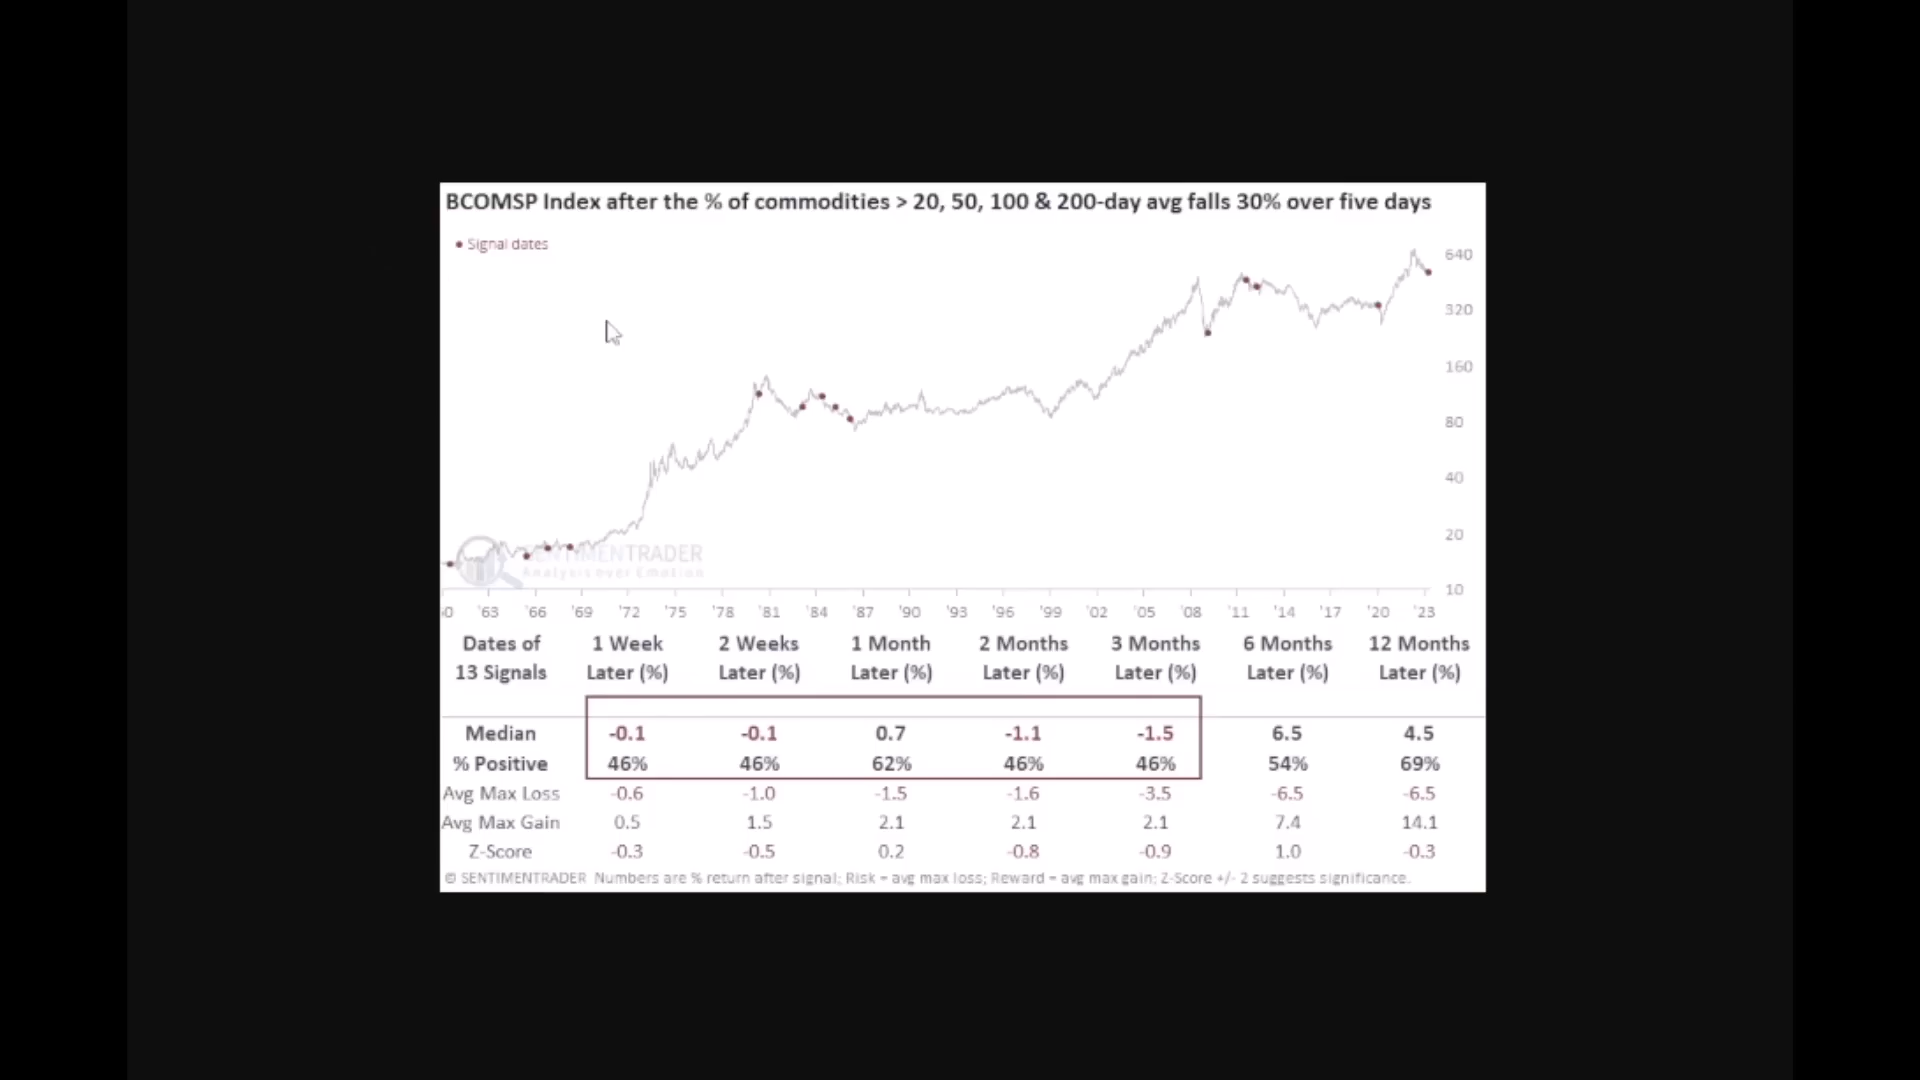 BCOMSP Index after the % of commodities > 20, 50, 100 & 200-day avg falls 30% over five days
• Signal dates
640
320
160
80
40
20
10
SENTIMENTRADER
Analysis over Emotion
'63 '66 '69 '72 '75 '78 '81 '84 '87 '90 '93 '96 '99 '02 '05 '08 '11 '14 '17 '20 '23
Dates of 1 Week 2 Weeks 1 Month 2 Months 3 Months 6 Months 12 Months
13 Signals Later (%) Later (%) Later (%) Later (%) Later (%) Later (%) Later (%)
Median -0.1 -0.1 0.7 -1.1 -1.5 6.5 4.5
% Positive 46% 46% 62% 46% 46% 54% 69%
Avg Max Loss -0.6 -1.0 -1.5 -1.6 -3.5 -6.5 -6.5
Avg Max Gain 0.5 1.5 2.1 2.1 2.1 7.4 14.1
Z-Score -0.3 -0.5 0.2 -0.8 -0.9 1.0 -0.3
© SENTIMENTRADER Numbers are % return after signal; Risk = avg max loss; Reward = avg max gain; Z-Score +/- 2 suggests significance.